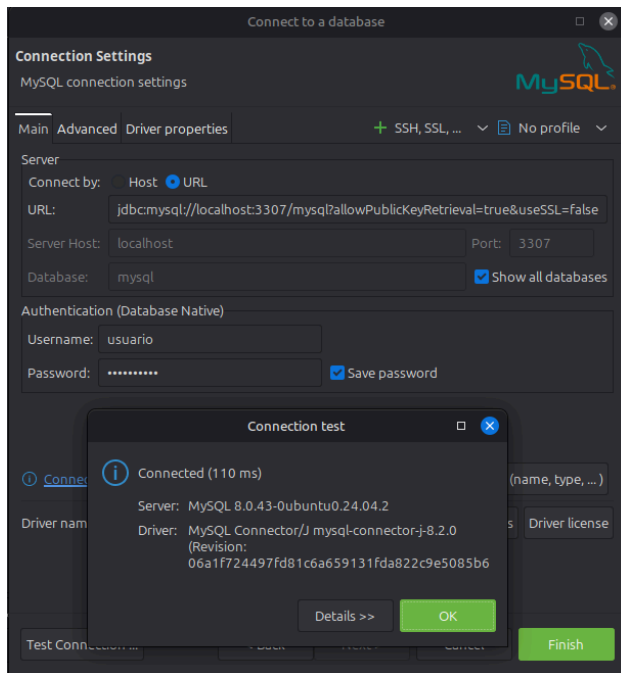 Connect to a database
Connection Settings
MySQL connection settings
MySQL
Main Advanced Driver properties SSH, SSL, ... No profile
Server
Connect by: Host URL
URL: jdbc:mysql://localhost:3307/mysql?allowPublicKeyRetrieval=true&useSSL=false
Server Host: localhost Port: 3307
Database: mysql Show all databases
Authentication (Database Native)
Username: usuario
Password: •••••••••• Save password
Connection test
Connected (110 ms)
Server: MySQL 8.0.43-0ubuntu0.24.04.2
Driver: MySQL Connector/J mysql-connector-j-8.2.0
(Revision:
06a1f724497fd81c6a659131fda822c9e5085b6
Details >> OK
(name, type, ... )
Driver license
Finish